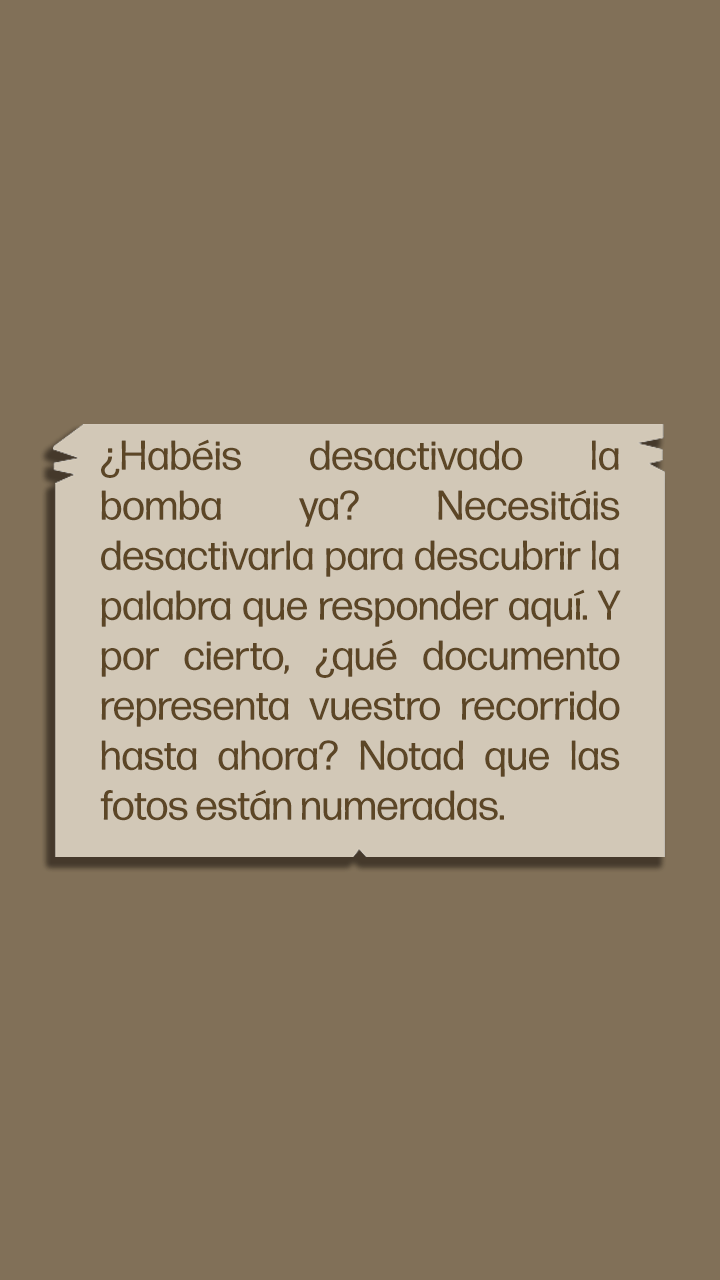 ¿Habéis desactivado la
bomba ya? Necesitáis
desactivarla para descubrir la
palabra que responder aquí. Y
por cierto, ¿qué documento
representa vuestro recorrido
hasta ahora? Notad que las
fotos están numeradas.